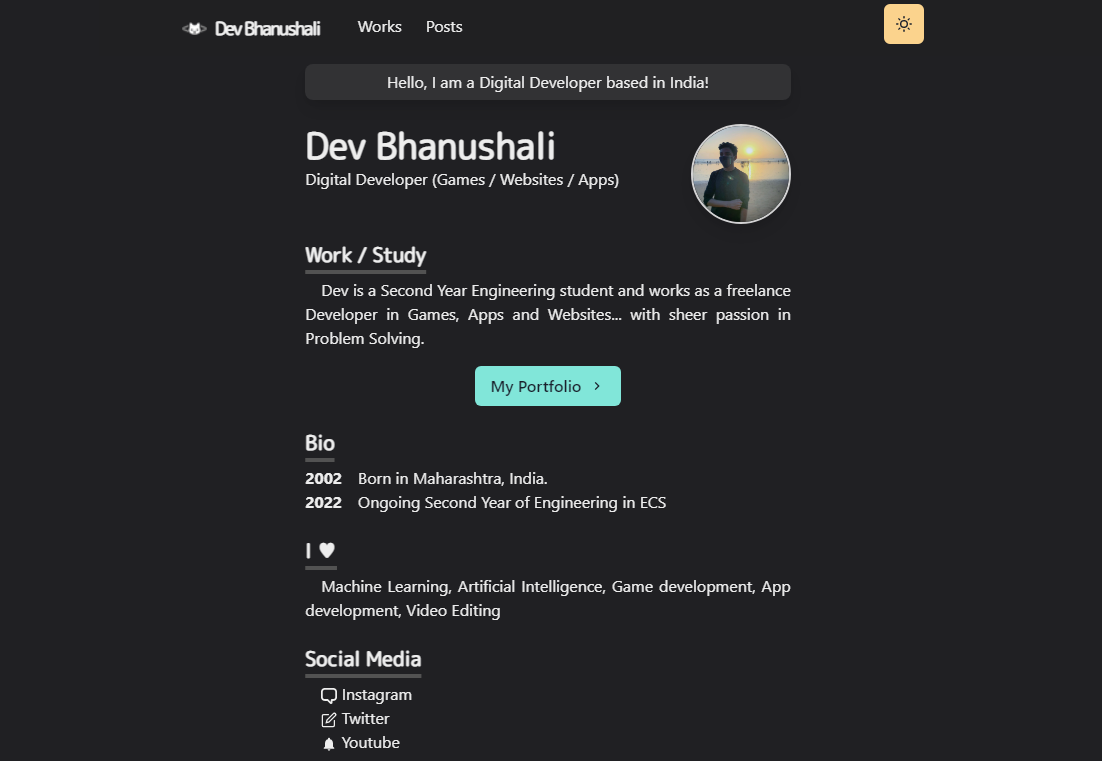 Dev Bhanushali Works Posts
Hello, I am a Digital Developer based in India!
Dev Bhanushali
Digital Developer (Games / Websites / Apps)
Work / Study
Dev is a Second Year Engineering student and works as a freelance
Developer in Games, Apps and Websites... with sheer passion in
Problem Solving.
My Portfolio
Bio
2002 Born in Maharashtra, India.
2022 Ongoing Second Year of Engineering in ECS
I ♥
Machine Learning, Artificial Intelligence, Game development, App
development, Video Editing
Social Media
Instagram
Twitter
Youtube